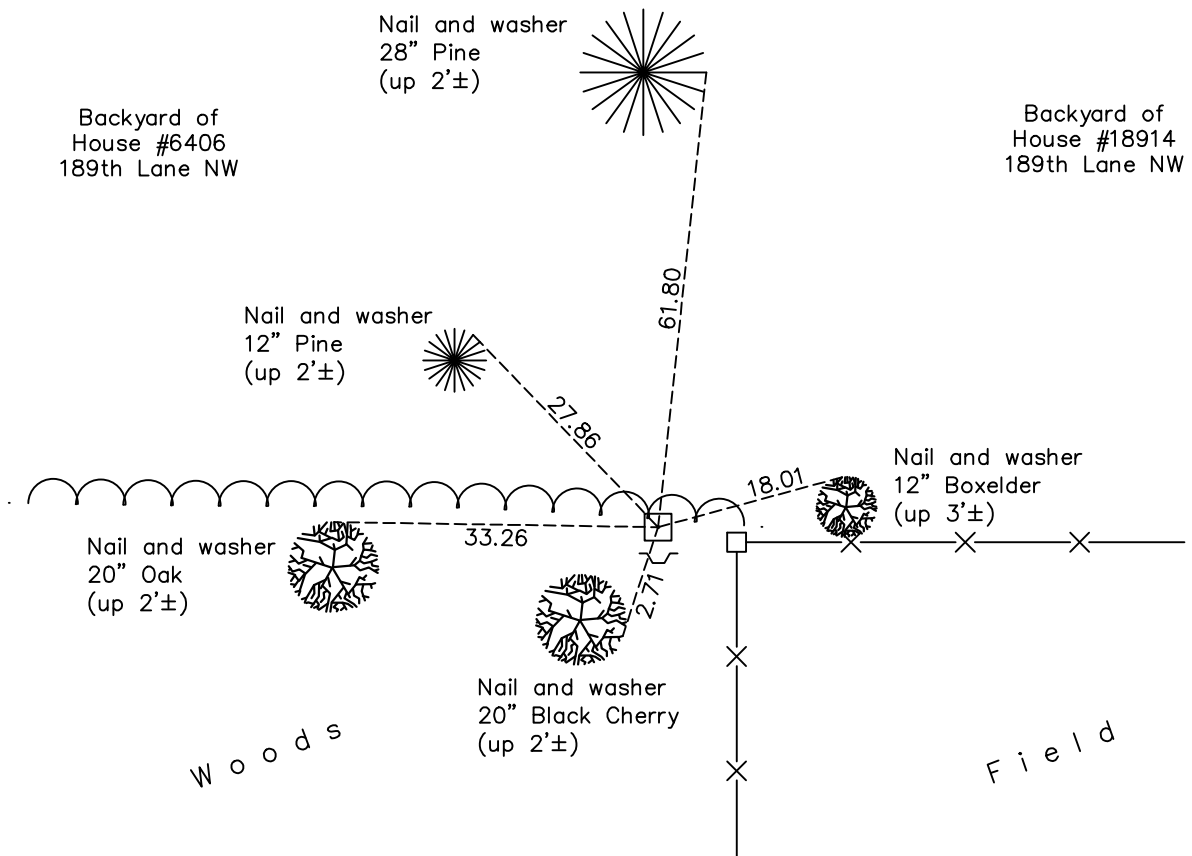 Nail and washer
28” Pine
(up 2'±)
Backyard of
House #6406
189th Lane NW
Backyard of
House #18914
189th Lane NW
61.80
Nail and washer
12” Pine
(up 2'±)
27.86
18.01
Nail and washer
12” Boxelder
(up 3'±)
33.26
Nail and washer
20” Oak
(up 2'±)
2.71
Nail and washer
20” Black Cherry
(up 2'±)
Woods
Field